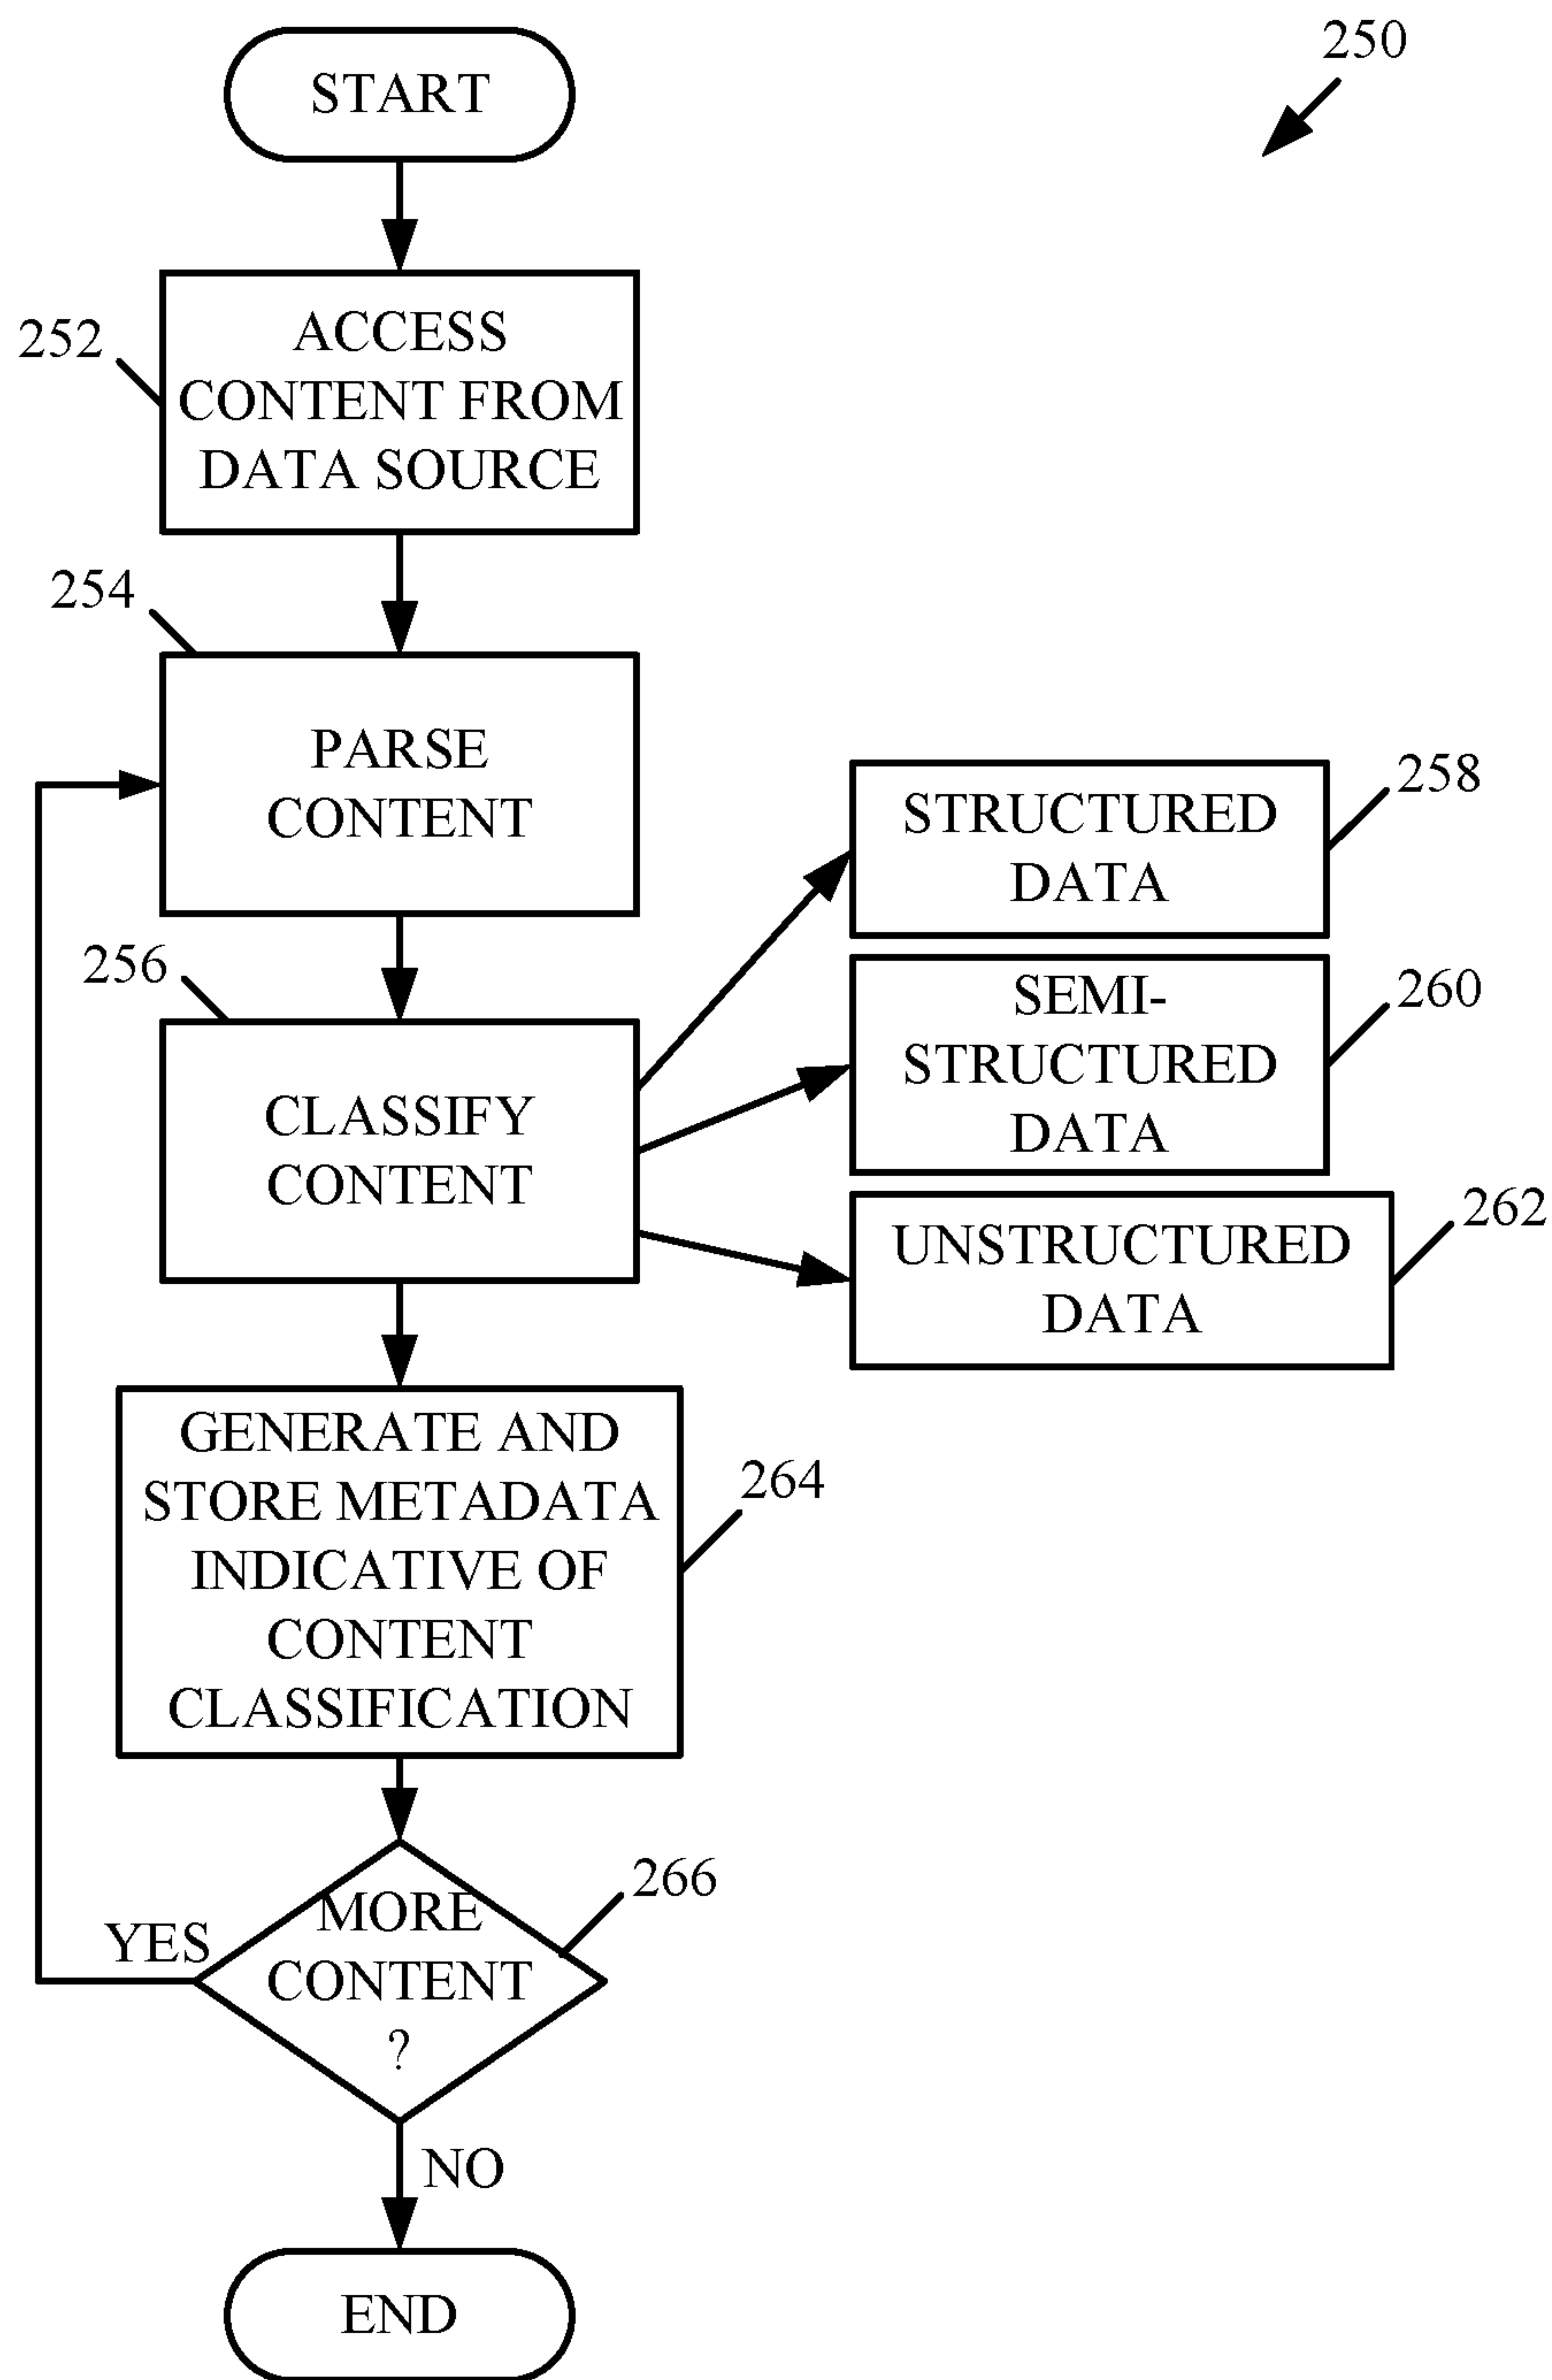 250
START
252
ACCESS
CONTENT FROM
DATA SOURCE
254
PARSE
CONTENT
256
CLASSIFY
CONTENT
STRUCTURED
DATA
258
SEMI-
STRUCTURED
DATA
260
UNSTRUCTURED
DATA
262
GENERATE AND
STORE METADATA
INDICATIVE OF
CONTENT
CLASSIFICATION
264
MORE
CONTENT
?
266
YES
NO
END